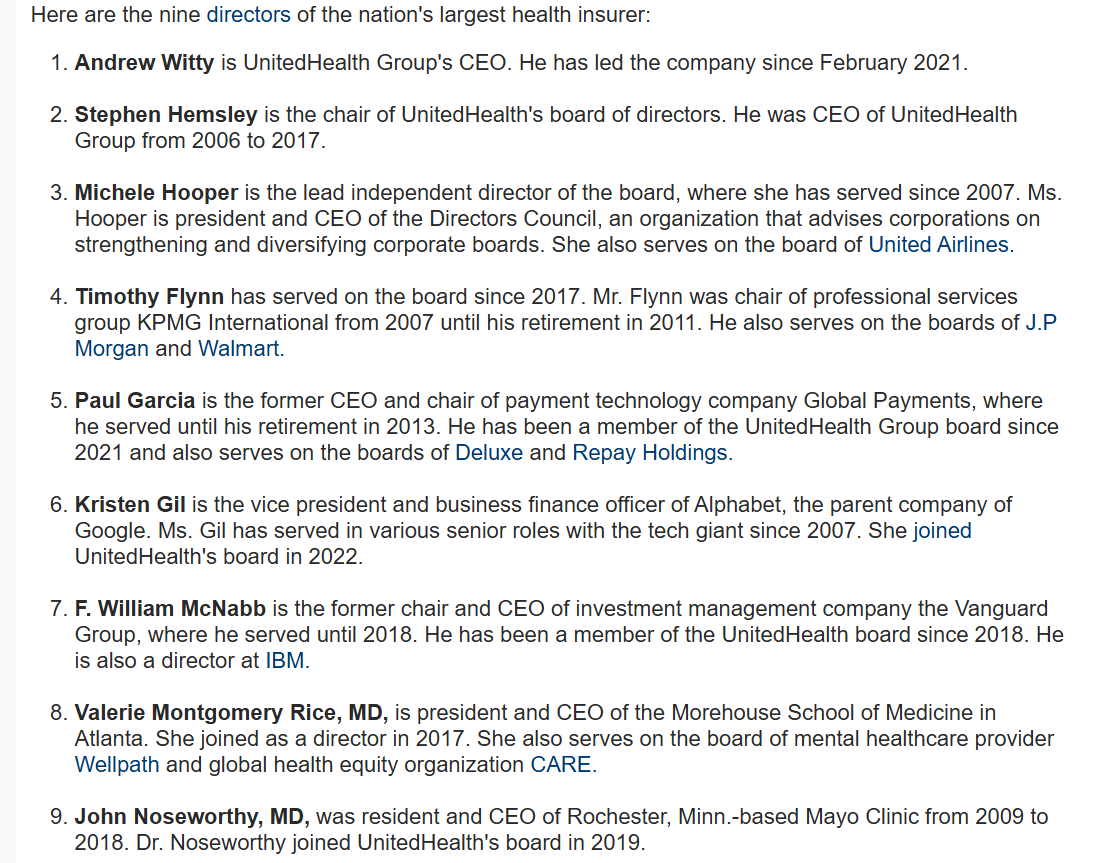 Here are the nine directors of the nation's largest health insurer:
1. Andrew Witty is UnitedHealth Group's CEO. He has led the company since February 2021.
2. Stephen Hemsley is the chair of UnitedHealth's board of directors. He was CEO of UnitedHealth
Group from 2006 to 2017.
3. Michele Hooper is the lead independent director of the board, where she has served since 2007. Ms.
Hooper is president and CEO of the Directors Council, an organization that advises corporations on
strengthening and diversifying corporate boards. She also serves on the board of United Airlines.
4. Timothy Flynn has served on the board since 2017. Mr. Flynn was chair of professional services
group KPMG International from 2007 until his retirement in 2011. He also serves on the boards of J.P
Morgan and Walmart.
5. Paul Garcia is the former CEO and chair of payment technology company Global Payments, where
he served until his retirement in 2013. He has been a member of the UnitedHealth Group board since
2021 and also serves on the boards of Deluxe and Repay Holdings.
6. Kristen Gil is the vice president and business finance officer of Alphabet, the parent company of
Google. Ms. Gil has served in various senior roles with the tech giant since 2007. She joined
UnitedHealth's board in 2022.
7. F. William McNabb is the former chair and CEO of investment management company the Vanguard
Group, where he served until 2018. He has been a member of the UnitedHealth board since 2018. He
is also a director at IBM.
8. Valerie Montgomery Rice, MD, is president and CEO of the Morehouse School of Medicine in
Atlanta. She joined as a director in 2017. She also serves on the board of mental healthcare provider
Wellpath and global health equity organization CARE.
9. John Noseworthy, MD, was resident and CEO of Rochester, Minn.-based Mayo Clinic from 2009 to
2018. Dr. Noseworthy joined UnitedHealth's board in 2019.